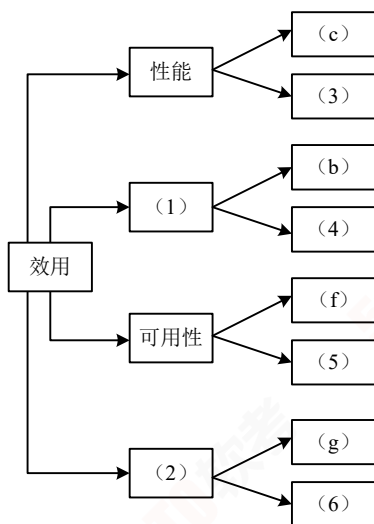 性能
（c）
（3）
（1）
（b）
（4）
效用
可用性
（f）
（5）
（2）
（g）
（6）